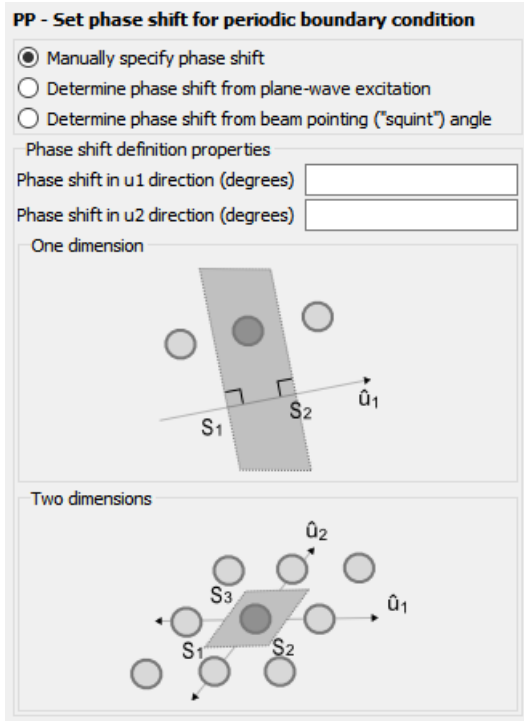 PP - Set phase shift for periodic boundary condition
Manually specify phase shift
Determine phase shift from plane-wave excitation
Determine phase shift from beam pointing ("squint") angle
Phase shift definition properties
Phase shift in u1 direction (degrees)
Phase shift in u2 direction (degrees)
One dimension
û1
S2
S1
Two dimensions
û2
S3
û1
S1
S2